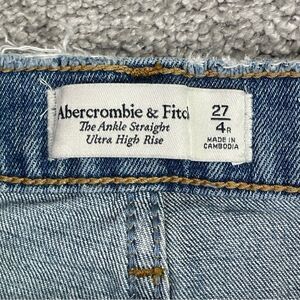 Abercrombie & Fitch
The Ankle Straight
Ultra High Rise
27
4R
MADE IN
CAMBODIA